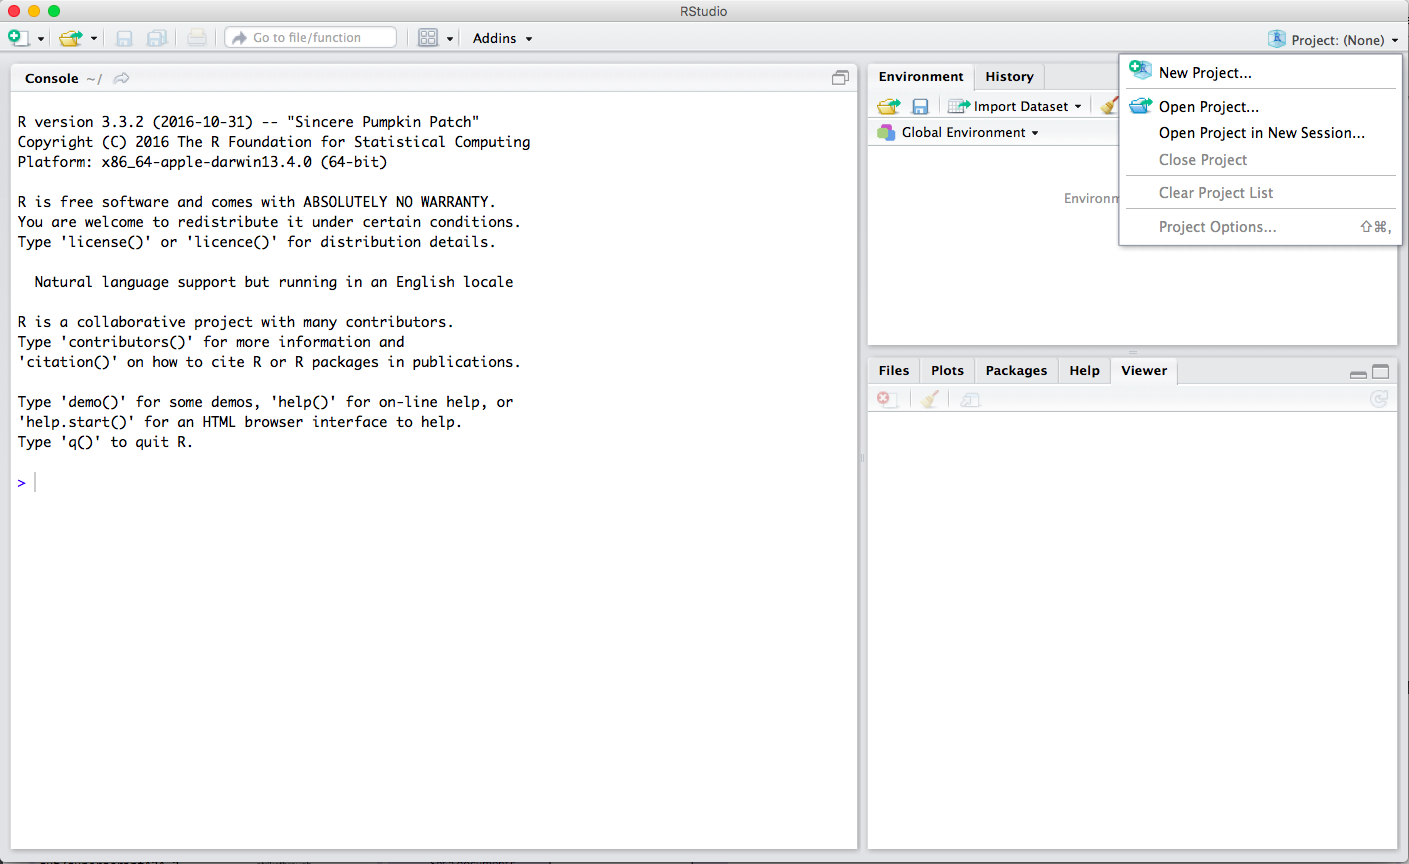 RStudio
Go to file/function
Addins
Project: (None)
Console ~/
R version 3.3.2 (2016-10-31) -- "Sincere Pumpkin Patch"
Copyright (C) 2016 The R Foundation for Statistical Computing
Platform: x86_64-apple-darwin13.4.0 (64-bit)
R is free software and comes with ABSOLUTELY NO WARRANTY.
You are welcome to redistribute it under certain conditions.
Type 'license()' or 'licence()' for distribution details.
Natural language support but running in an English locale
R is a collaborative project with many contributors.
Type 'contributors()' for more information and
'citation()' on how to cite R or R packages in publications.
Type 'demo()' for some demos, 'help()' for on-line help, or
'help.start()' for an HTML browser interface to help.
Type 'q()' to quit R.
>
Environment History
Import Dataset
Global Environment
Environm
New Project...
Open Project...
Open Project in New Session...
Close Project
Clear Project List
Project Options... ⇧⌘,
Files Plots Packages Help Viewer